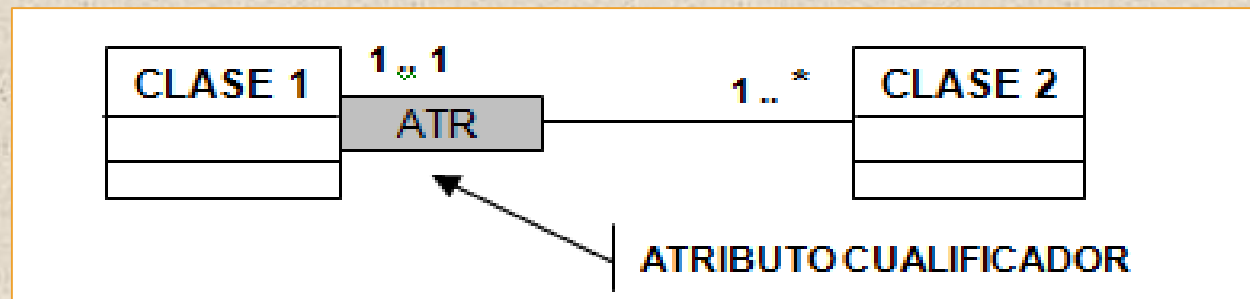 CLASE 1
1 .. 1
ATR
1 .. *
CLASE 2
ATRIBUTO CUALIFICADOR